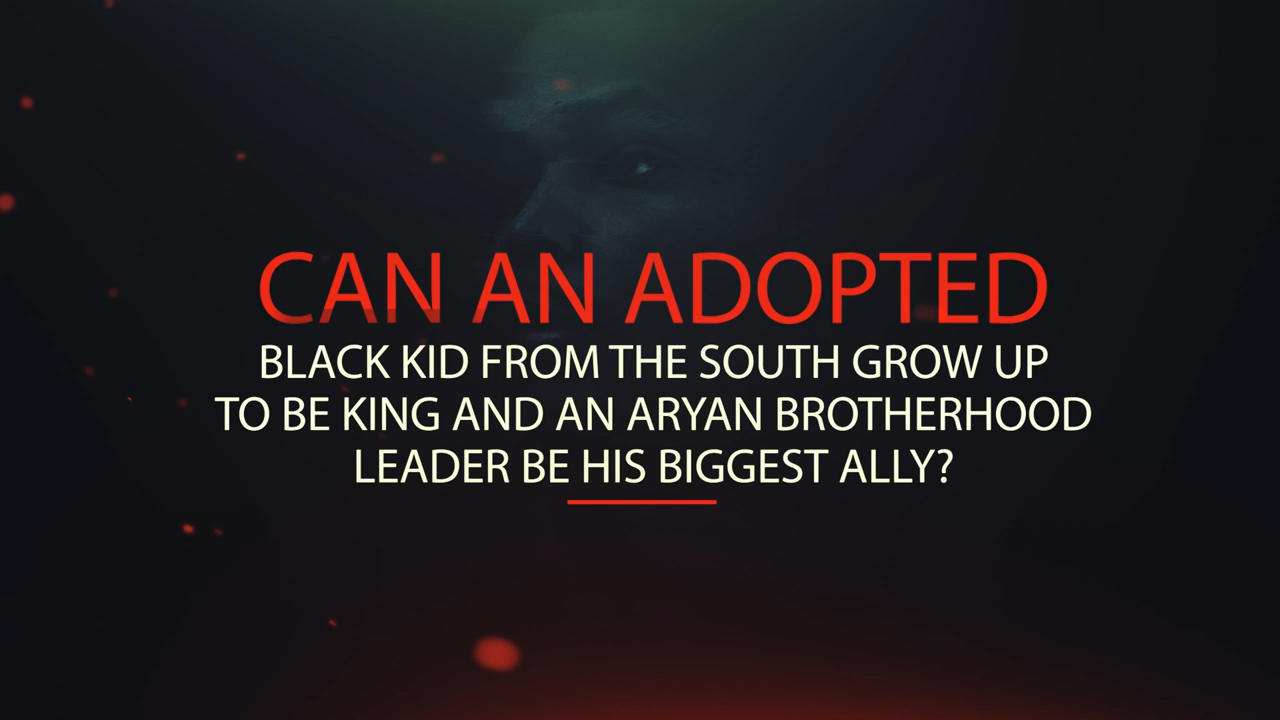 CAN AN ADOPTED
BLACK KID FROM THE SOUTH GROW UP
TO BE KING AND AN ARYAN BROTHERHOOD
LEADER BE HIS BIGGEST ALLY?